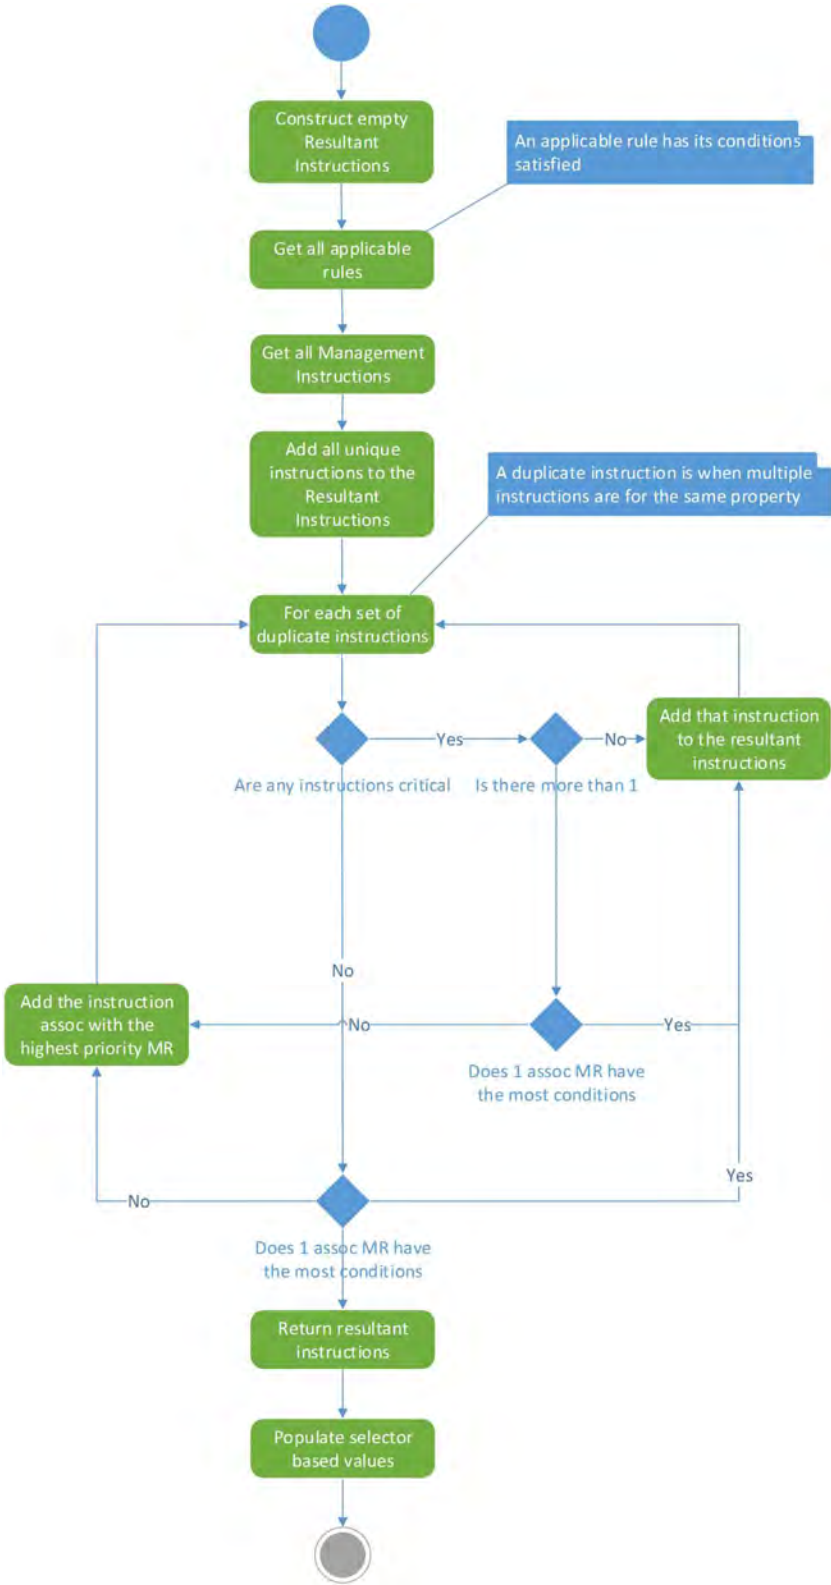 Construct empty
Resultant
Instructions
An applicable rule has its conditions
satisfied
Get all applicable
rules
Get all Management
Instructions
Add all unique
instructions to the
Resultant
Instructions
A duplicate instruction is when multiple
instructions are for the same property
For each set of
duplicate instructions
Add that instruction
to the resultant
instructions
Yes
No
Are any instructions critical
Is there more than 1
No
Add the instruction
assoc with the
highest priority MR
No
Yes
Does 1 assoc MR have
the most conditions
Yes
No
Does 1 assoc MR have
the most conditions
Return resultant
instructions
Populate selector
based values